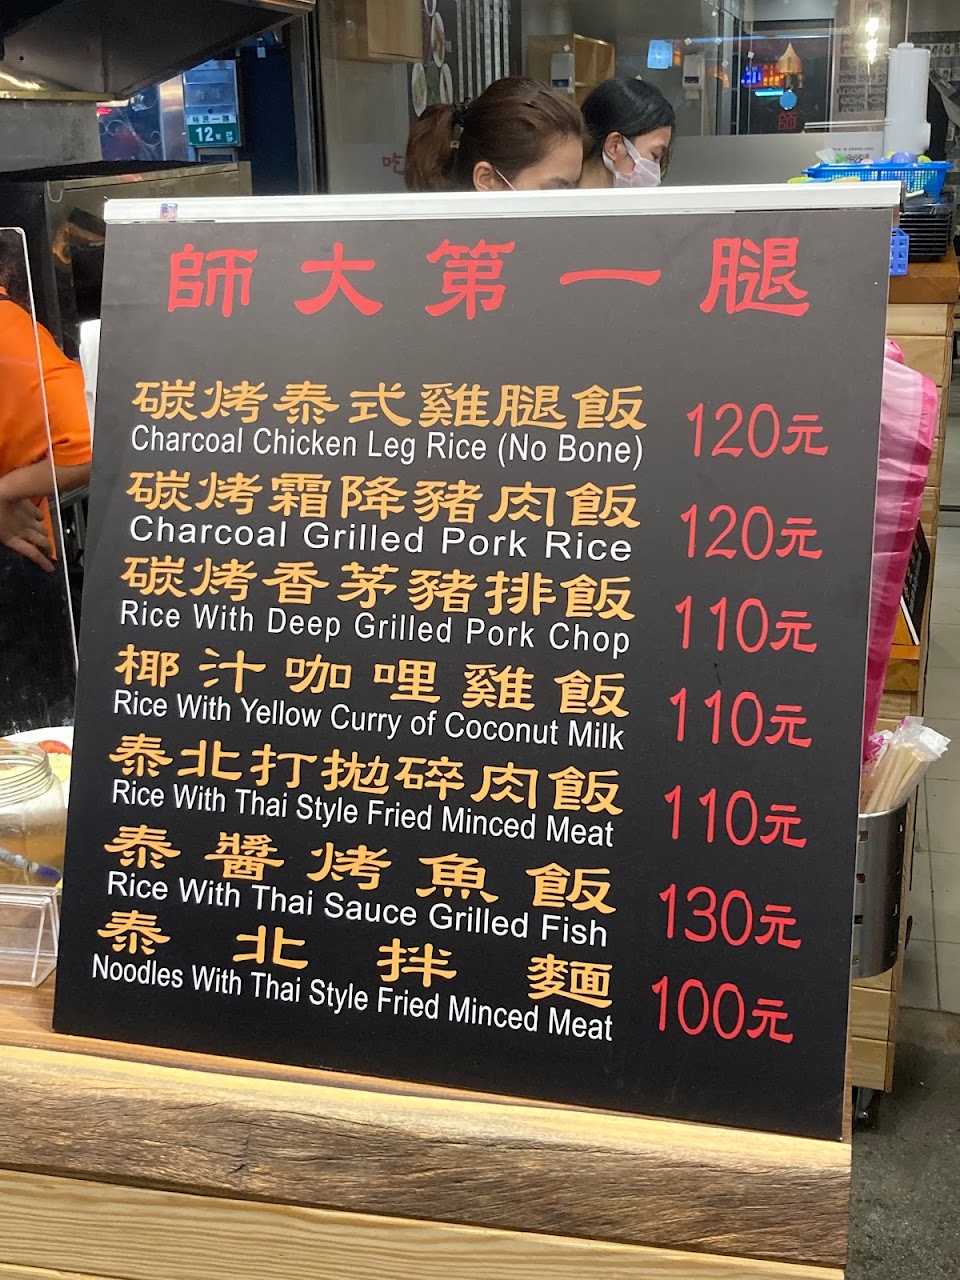 12號
吃
師
師大第一腿
碳烤泰式雞腿飯 120元
Charcoal Chicken Leg Rice (No Bone)
碳烤霜降豬肉飯 120元
Charcoal Grilled Pork Rice
碳烤香茅豬排飯 110元
Rice With Deep Grilled Pork Chop
椰汁咖哩雞飯 110元
Rice With Yellow Curry of Coconut Milk
泰北打拋碎肉飯 110元
Rice With Thai Style Fried Minced Meat
泰醬烤魚飯 130元
Rice With Thai Sauce Grilled Fish
泰北拌麵 100元
Noodles With Thai Style Fried Minced Meat